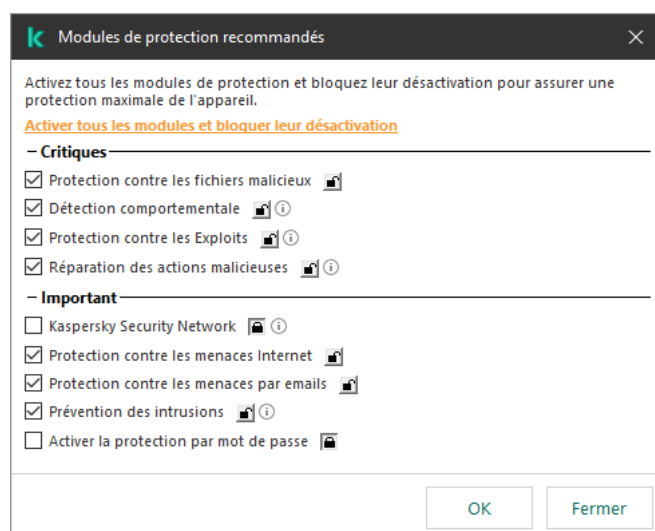 Modules de protection recommandés
Activez tous les modules de protection et bloquez leur désactivation pour assurer une
protection maximale de l'appareil.
Activer tous les modules et bloquer leur désactivation
– Critiques
Protection contre les fichiers malicieux
Détection comportementale
Protection contre les Exploits
Réparation des actions malicieuses
– Important
Kaspersky Security Network
Protection contre les menaces Internet
Protection contre les menaces par emails
Prévention des intrusions
Activer la protection par mot de passe
OK Fermer